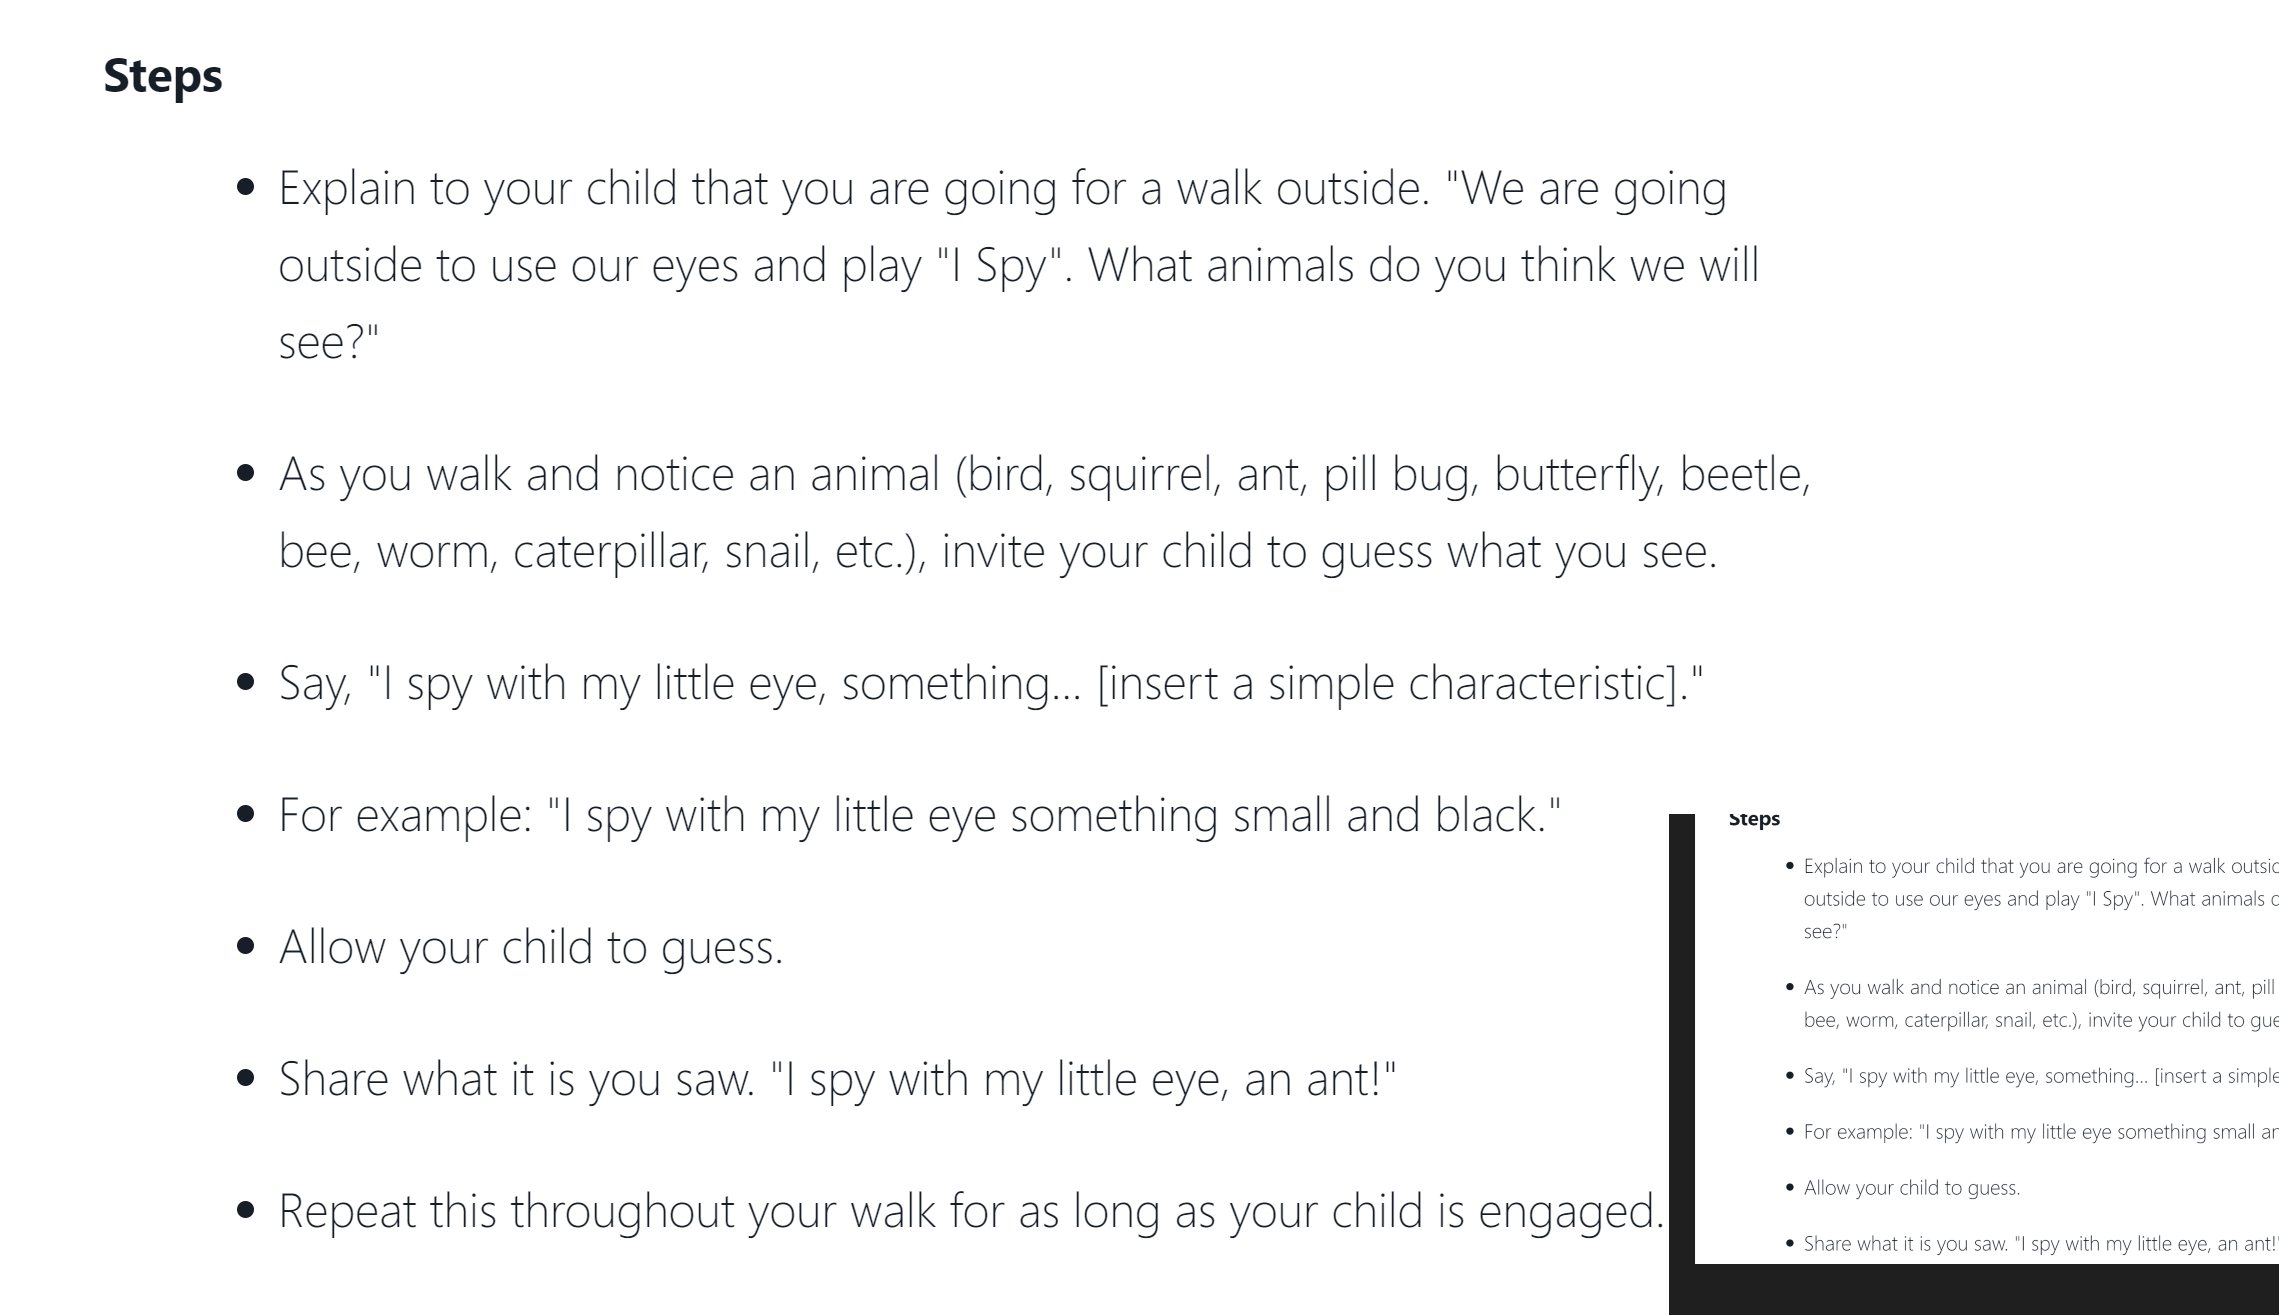 Steps
Explain to your child that you are going for a walk outside. "We are going
outside to use our eyes and play "I Spy". What animals do you think we will
see?"
As you walk and notice an animal (bird, squirrel, ant, pill bug, butterfly, beetle,
bee, worm, caterpillar, snail, etc.), invite your child to guess what you see.
Say, "I spy with my little eye, something... [insert a simple characteristic]."
For example: "I spy with my little eye something small and black."
Allow your child to guess.
Share what it is you saw. "I spy with my little eye, an ant!"
Repeat this throughout your walk for as long as your child is engaged.
Steps
Explain to your child that you are going for a walk
outside to use our eyes and play "I Spy". What animals
see?"
As you walk and notice an animal (bird, squirrel, ant, pill
bee, worm, caterpillar, snail, etc.), invite your child to
Say, "I spy with my little eye, something... [insert a simple
For example: "I spy with my little eye something small
Allow your child to guess.
Share what it is you saw. "I spy with my little eye, an ant!"